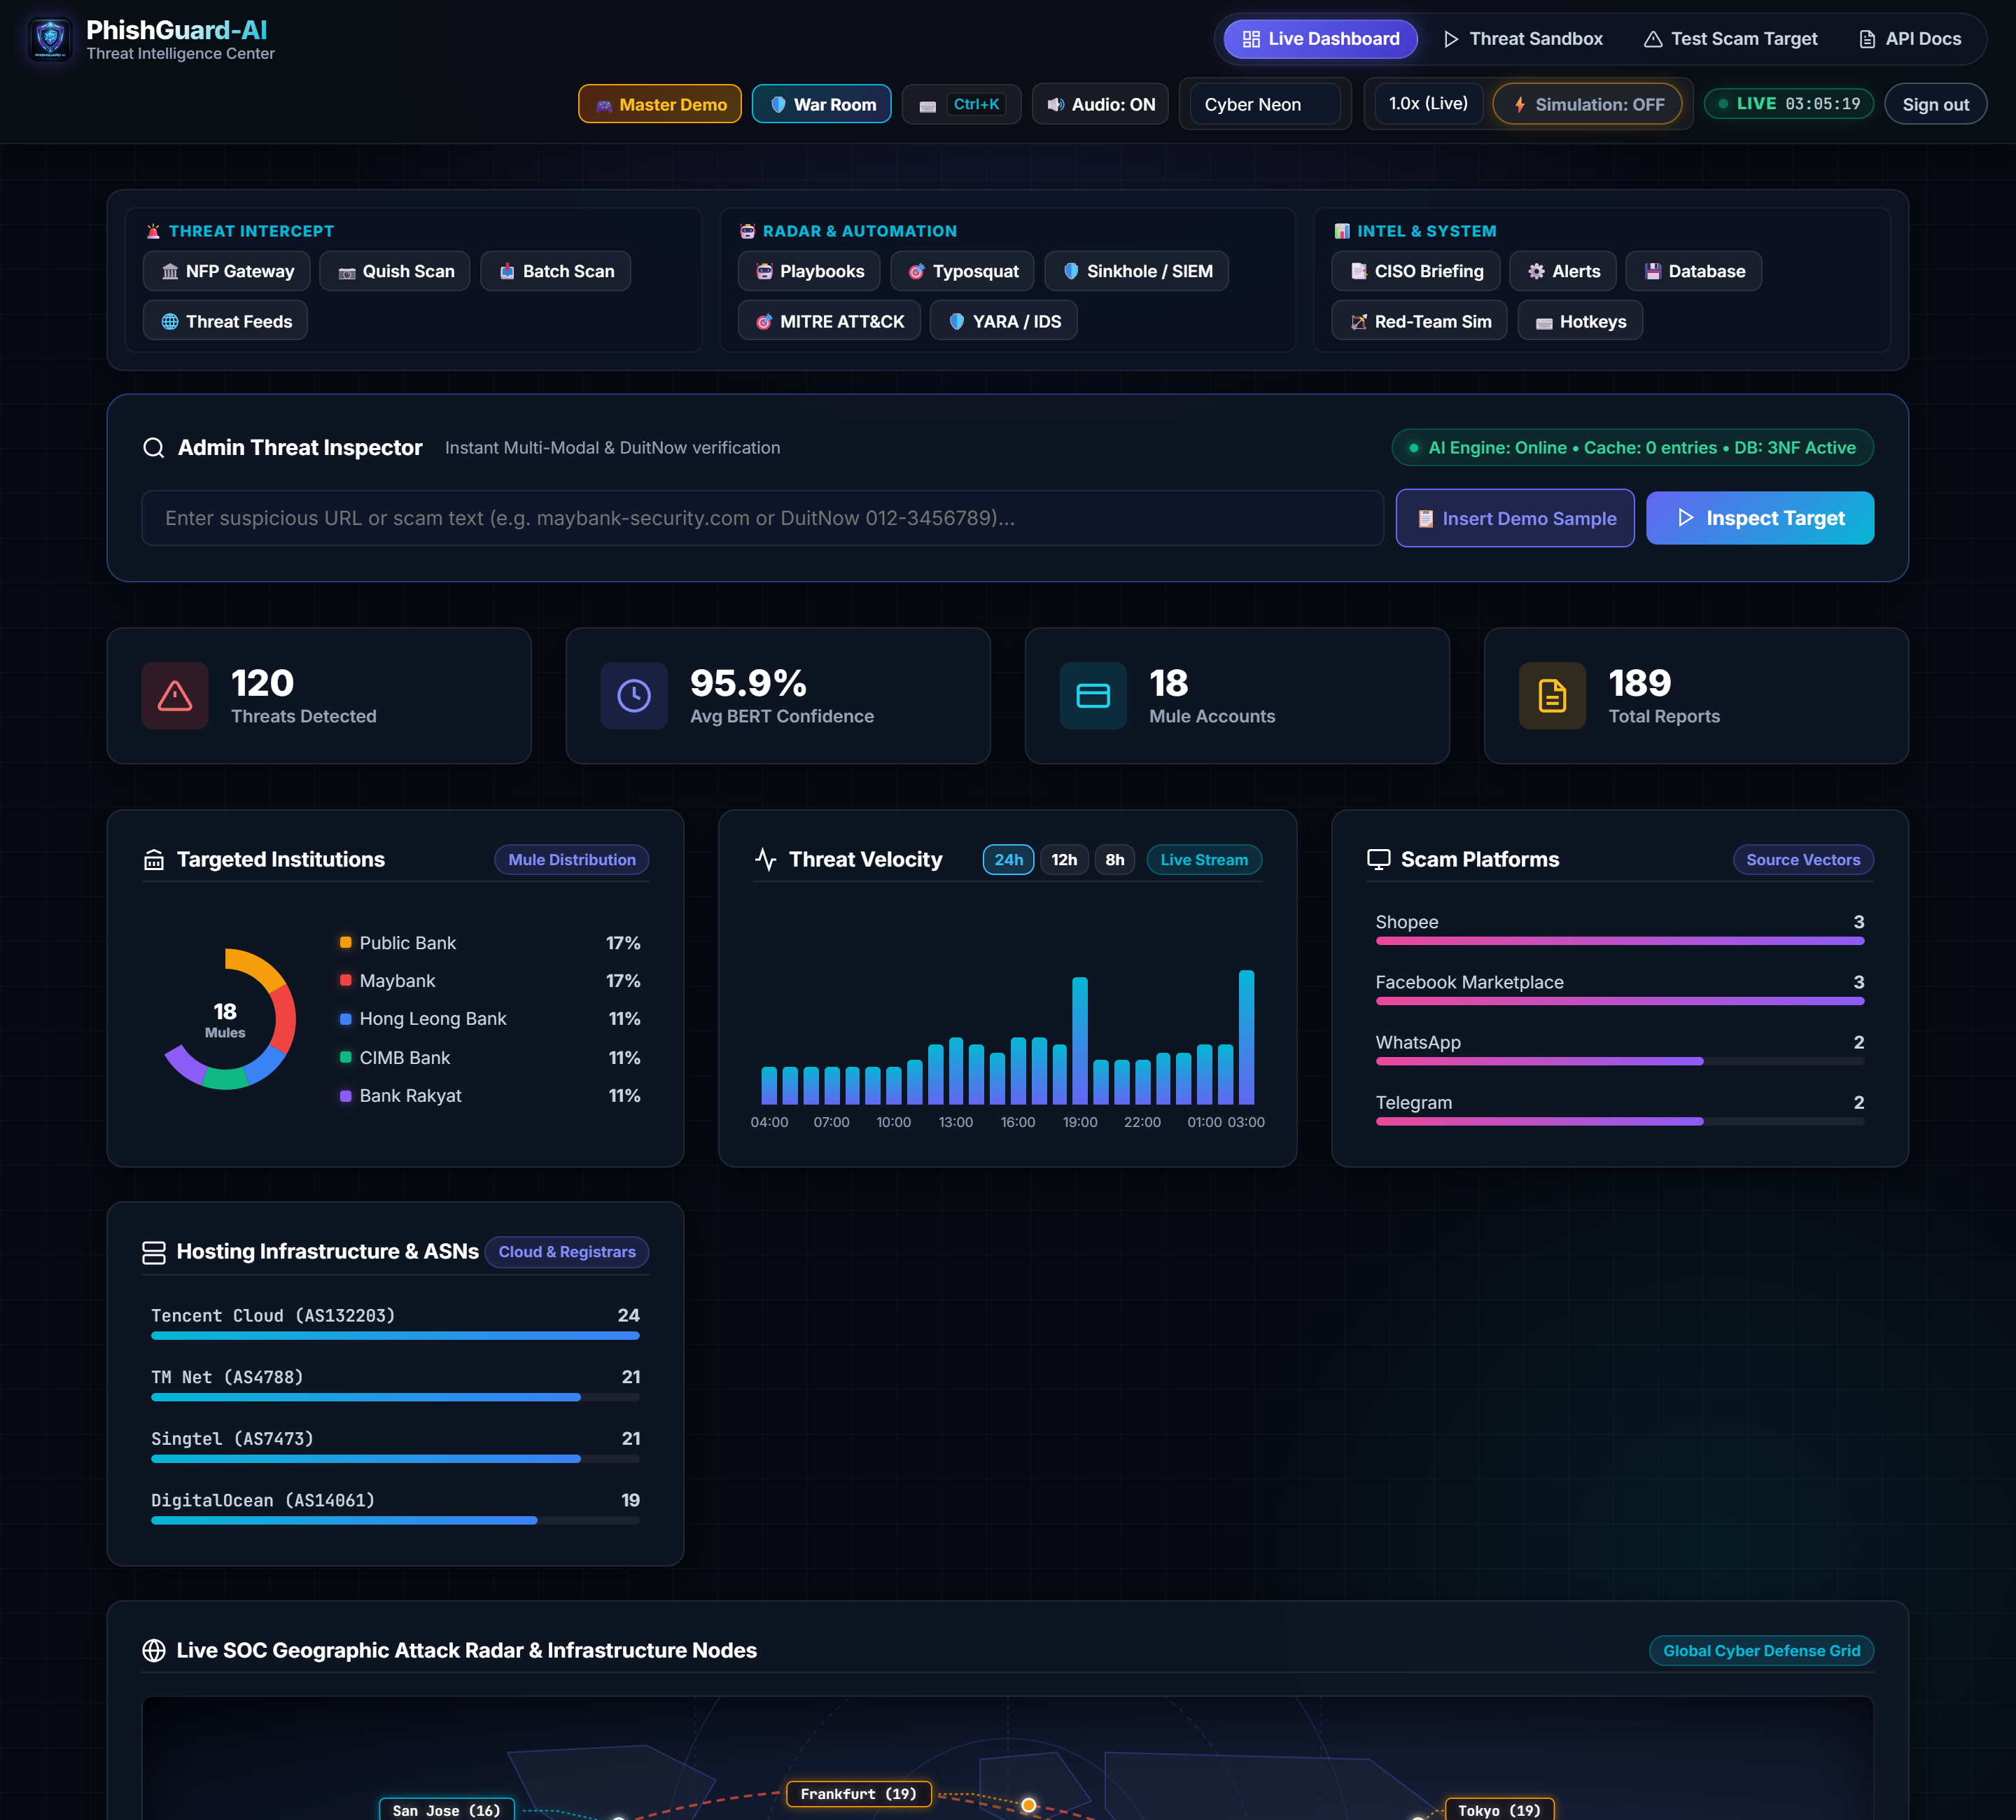 PhishGuard-AI
Threat Intelligence Center
Live Dashboard
Threat Sandbox
Test Scam Target
API Docs
Master Demo
War Room
Ctrl+K
Audio: ON
Cyber Neon
1.0x (Live)
Simulation: OFF
LIVE 03:05:19
Sign out
THREAT INTERCEPT
NFP Gateway
Quish Scan
Batch Scan
Threat Feeds
RADAR & AUTOMATION
Playbooks
Typosquat
Sinkhole / SIEM
MITRE ATT&CK
YARA / IDS
INTEL & SYSTEM
CISO Briefing
Alerts
Database
Red-Team Sim
Hotkeys
Admin Threat Inspector
Instant Multi-Modal & DuitNow verification
AI Engine: Online • Cache: 0 entries • DB: 3NF Active
Enter suspicious URL or scam text (e.g. maybank-security.com or DuitNow 012-3456789)...
Insert Demo Sample
Inspect Target
120
Threats Detected
95.9%
Avg BERT Confidence
18
Mule Accounts
189
Total Reports
Targeted Institutions
Mule Distribution
18
Mules
Public Bank 17%
Maybank 17%
Hong Leong Bank 11%
CIMB Bank 11%
Bank Rakyat 11%
Threat Velocity
24h
12h
8h
Live Stream
04:00 07:00 10:00 13:00 16:00 19:00 22:00 01:00 03:00
Scam Platforms
Source Vectors
Shopee 3
Facebook Marketplace 3
WhatsApp 2
Telegram 2
Hosting Infrastructure & ASNs
Cloud & Registrars
Tencent Cloud (AS132203) 24
TM Net (AS4788) 21
Singtel (AS7473) 21
DigitalOcean (AS14061) 19
Live SOC Geographic Attack Radar & Infrastructure Nodes
Global Cyber Defense Grid
Frankfurt (19)
San Jose (16)
Tokyo (19)